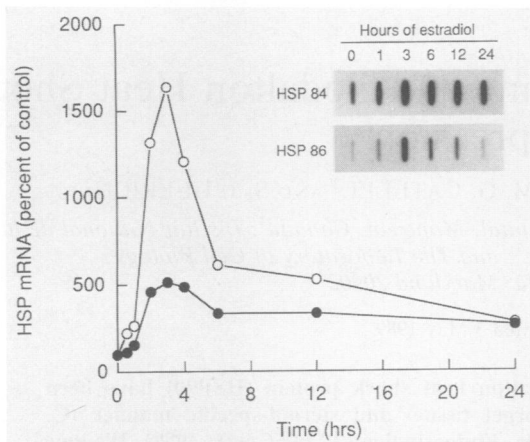 2000
1500
1000
500
0
HSP mRNA (percent of control)
0
4
8
12
16
20
24
Time (hrs)
Hours of estradiol
0 1 3 6 12 24
HSP 84
HSP 86